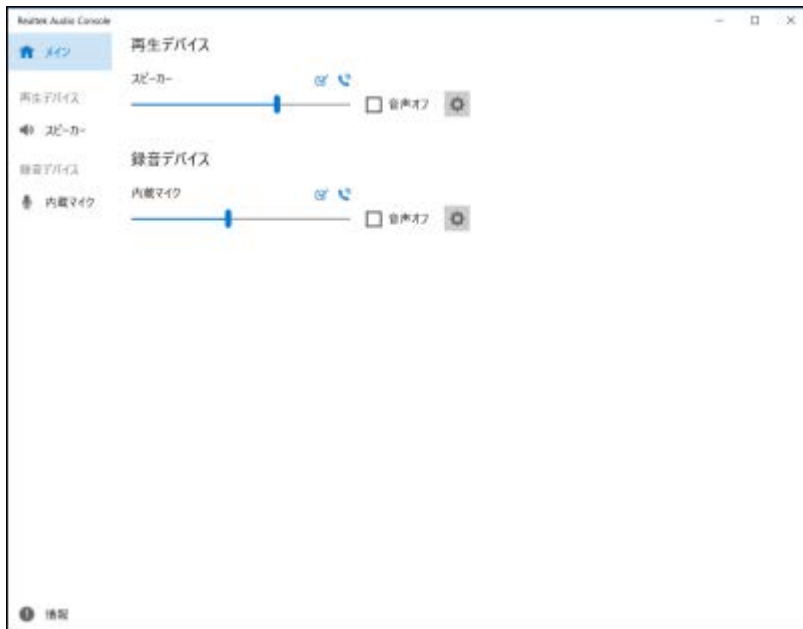 Realtek Audio Console
メイン
再生デバイス
スピーカー
録音デバイス
内蔵マイク
情報
再生デバイス
スピーカー
音声オフ
録音デバイス
内蔵マイク
音声オフ